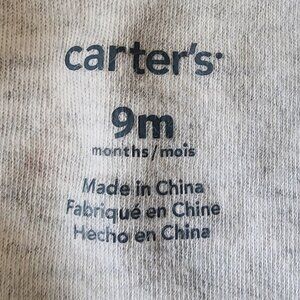 carter's
9m
months/mois
Made in China
Fabriqué en Chine
Hecho en China